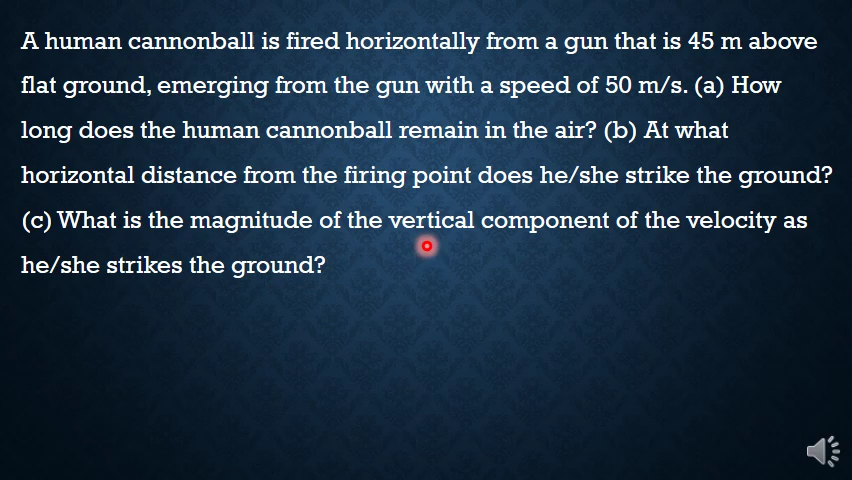 A human cannonball is fired horizontally from a gun that is 45 m above
flat ground, emerging from the gun with a speed of 50 m/s. (a) How
long does the human cannonball remain in the air? (b) At what
horizontal distance from the firing point does he/she strike the ground?
(c) What is the magnitude of the vertical component of the velocity as
he/she strikes the ground?